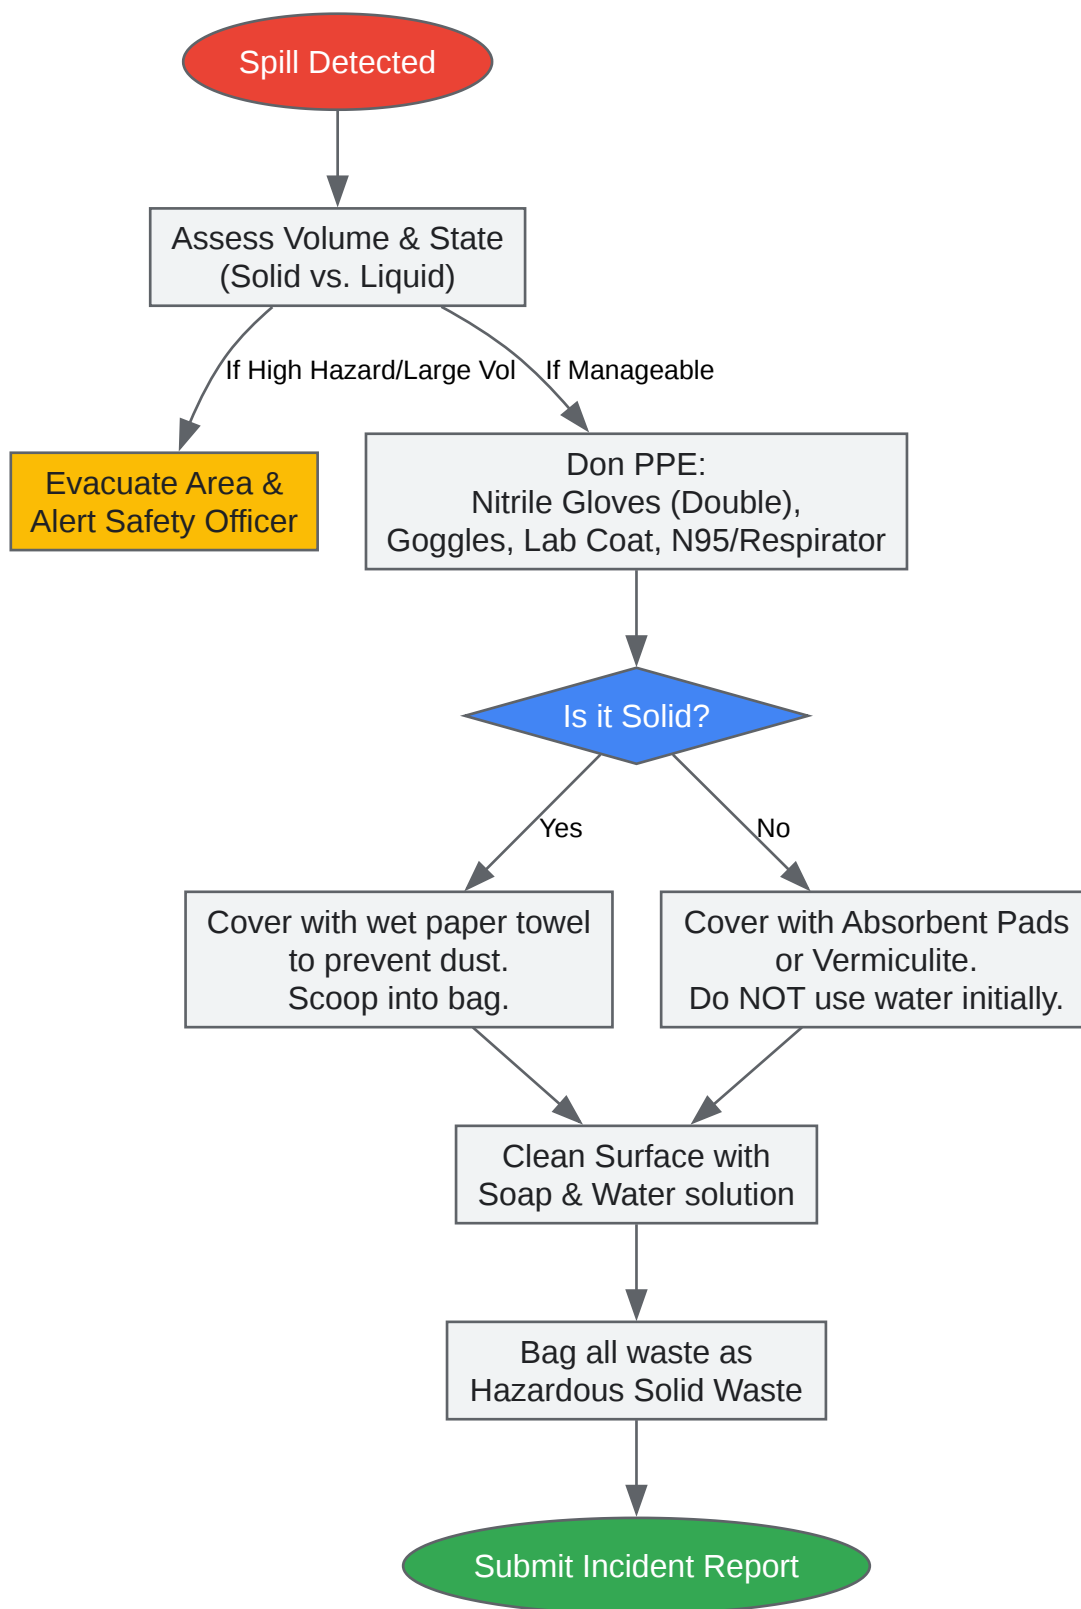 Spill Detected
Assess Volume & State
(Solid vs. Liquid)
If High Hazard/Large Vol
If Manageable
Evacuate Area &
Alert Safety Officer
Don PPE:
Nitrile Gloves (Double),
Goggles, Lab Coat, N95/Respirator
Is it Solid?
Yes
No
Cover with wet paper towel
to prevent dust.
Scoop into bag.
Cover with Absorbent Pads
or Vermiculite.
Do NOT use water initially.
Clean Surface with
Soap & Water solution
Bag all waste as
Hazardous Solid Waste
Submit Incident Report